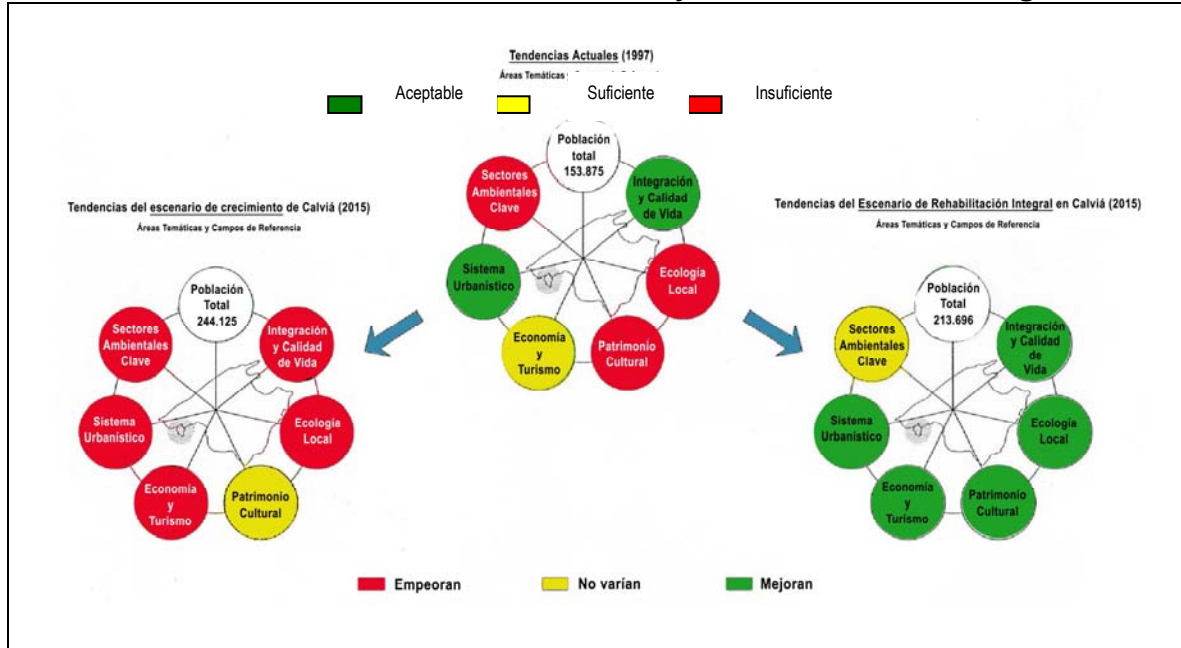 Tendencias Actuales (1997)
Áreas Temáticas
Aceptable
Suficiente
Insuficiente
Población
total
153.875
Sectores
Ambientales
Clave
Integración
y Calidad
de Vida
Sistema
Urbanístico
Ecología
Local
Economía
y
Turismo
Patrimonio
Cultural
Tendencias del escenario de crecimiento de Calviá (2015)
Áreas Temáticas y Campos de Referencia
Población
Total
244.125
Sectores
Ambientales
Clave
Integración
y Calidad
de Vida
Sistema
Urbanístico
Ecología
Local
Economía
y
Turismo
Patrimonio
Cultural
Tendencias del Escenario de Rehabilitación Integral en Calviá (2015)
Áreas Temáticas y Campos de Referencia
Población
Total
213.696
Sectores
Ambientales
Clave
Integración
y Calidad
de
Vida
Sistema
Urbanístico
Ecología
Local
Economía
y
Turismo
Patrimonio
Cultural
Empeoran
No varían
Mejoran